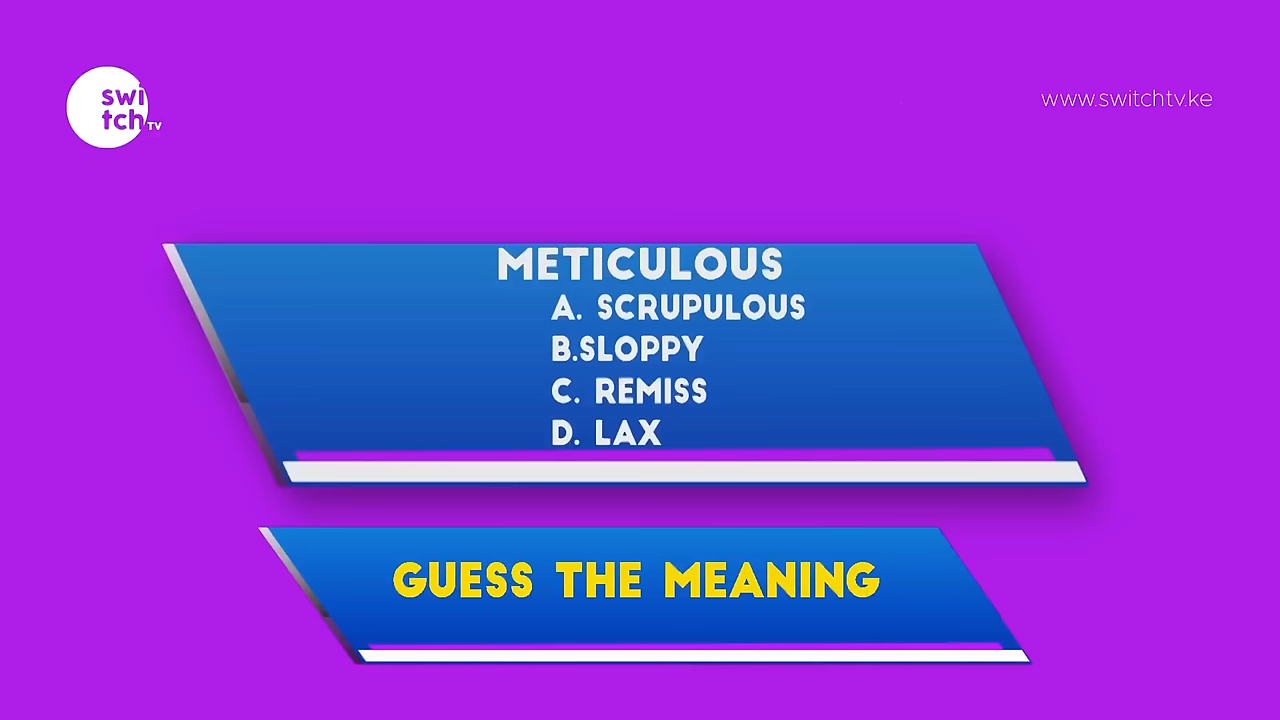 swi
tch TV
www.switchtv.ke
METICULOUS
A. SCRUPULOUS
B.SLOPPY
C. REMISS
D. LAX
GUESS THE MEANING